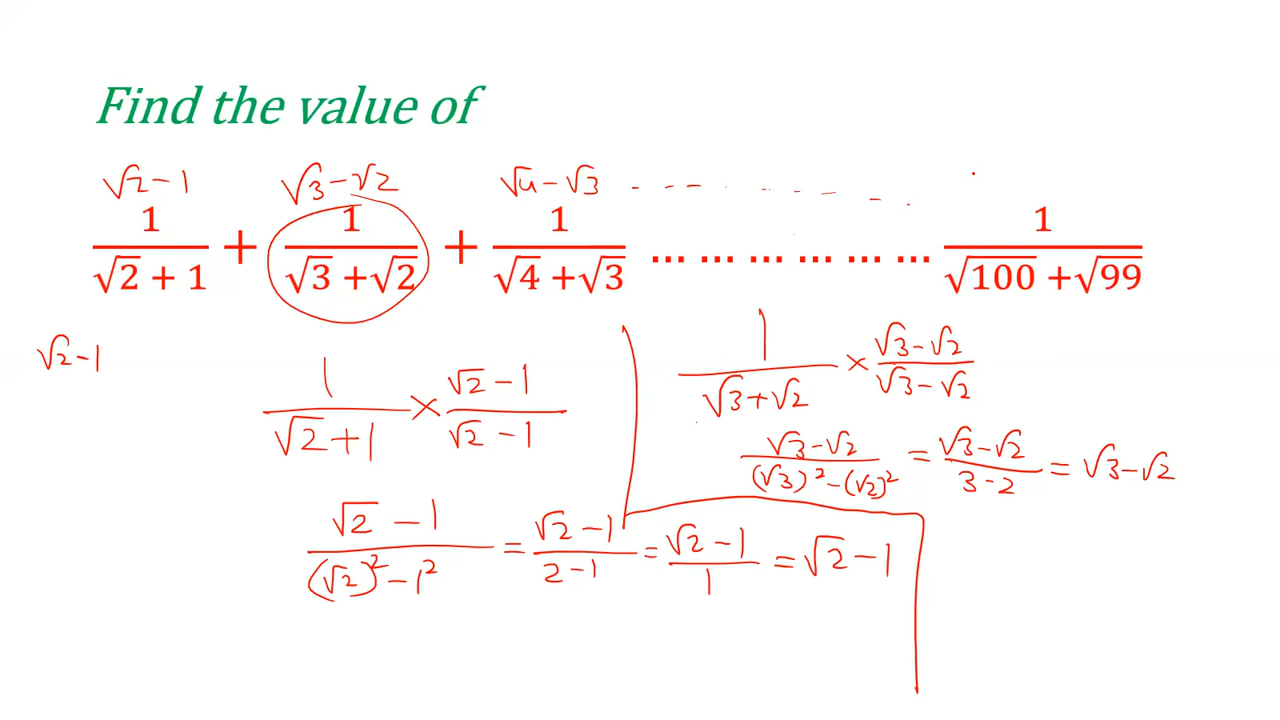 Find the value of
√2 − 1    √3 − √2    √4 − √3 - - - - - - - -
1/(√2 + 1) + 1/(√3 + √2) + 1/(√4 + √3) ... ... ... ... ... ... 1/(√100 + √99)
√2 − 1
1/(√2 + 1) × (√2 − 1)/(√2 − 1)
(√2 − 1)/((√2)² − 1²) = (√2 − 1)/(2 − 1) = (√2 − 1)/1 = √2 − 1
1/(√3 + √2) × (√3 − √2)/(√3 − √2)
(√3 − √2)/((√3)² − (√2)²) = (√3 − √2)/(3 − 2) = √3 − √2